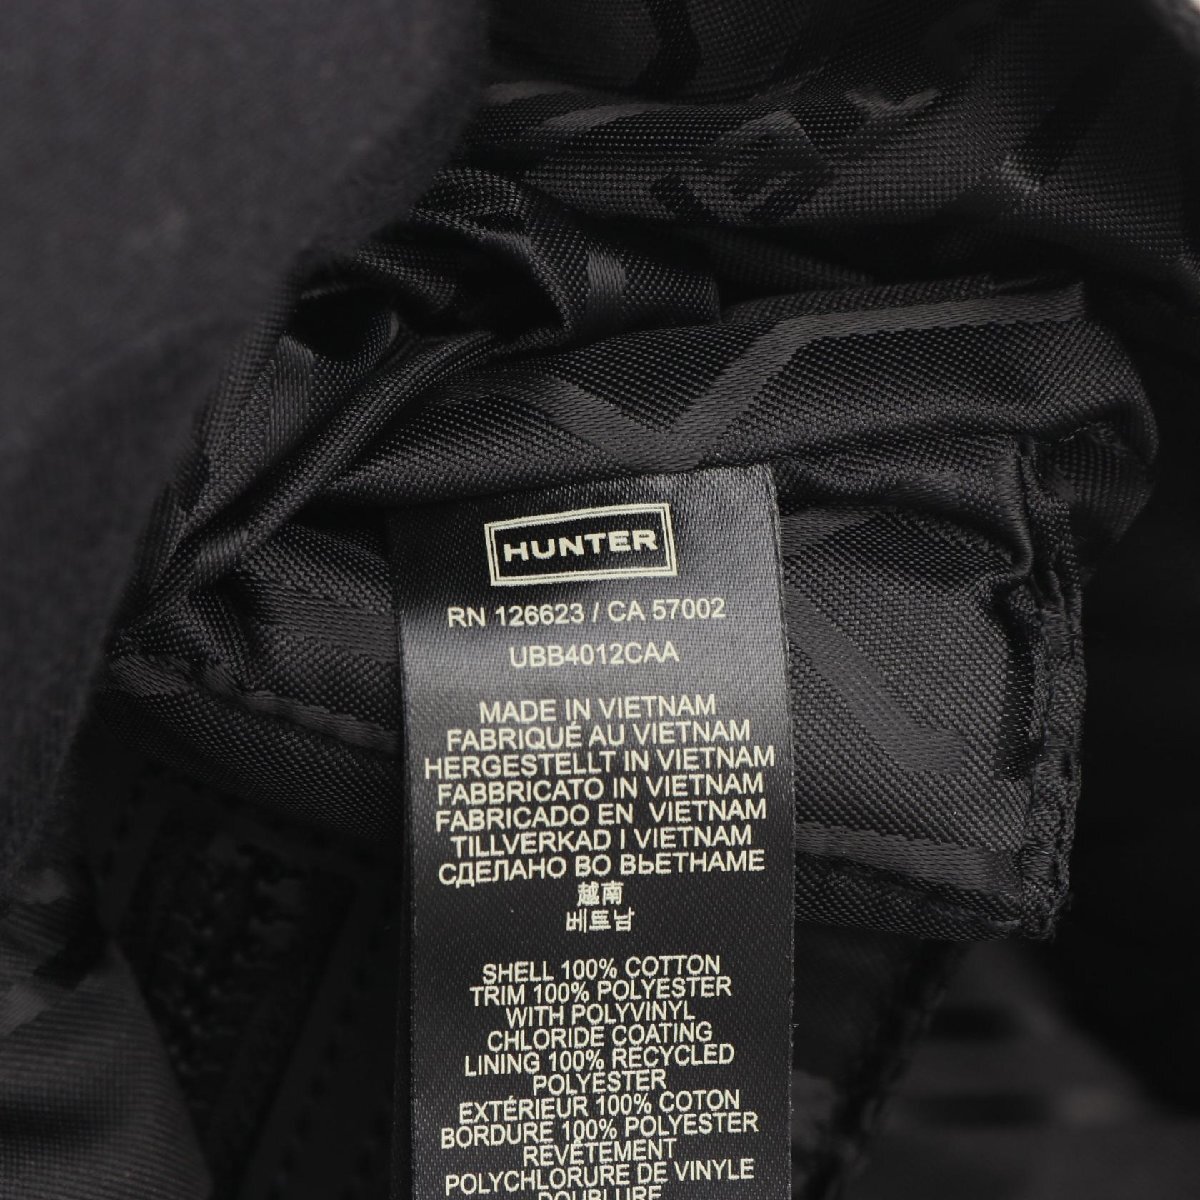 HUNTER
RN 126623 / CA 57002
UBB4012CAA
MADE IN VIETNAM
FABRIQUÉ AU VIETNAM
HERGESTELLT IN VIETNAM
FABBRICATO IN VIETNAM
FABRICADO EN VIETNAM
TILLVERKAD I VIETNAM
СДЕЛАНО ВО ВЬЕТНАМЕ
越南
베트남
SHELL 100% COTTON
TRIM 100% POLYESTER
WITH POLYVINYL
CHLORIDE COATING
LINING 100% RECYCLED
POLYESTER
EXTÉRIEUR 100% COTON
BORDURE 100% POLYESTER
REVÊTEMENT
POLYCHLORURE DE VINYLE
DOUBLURE